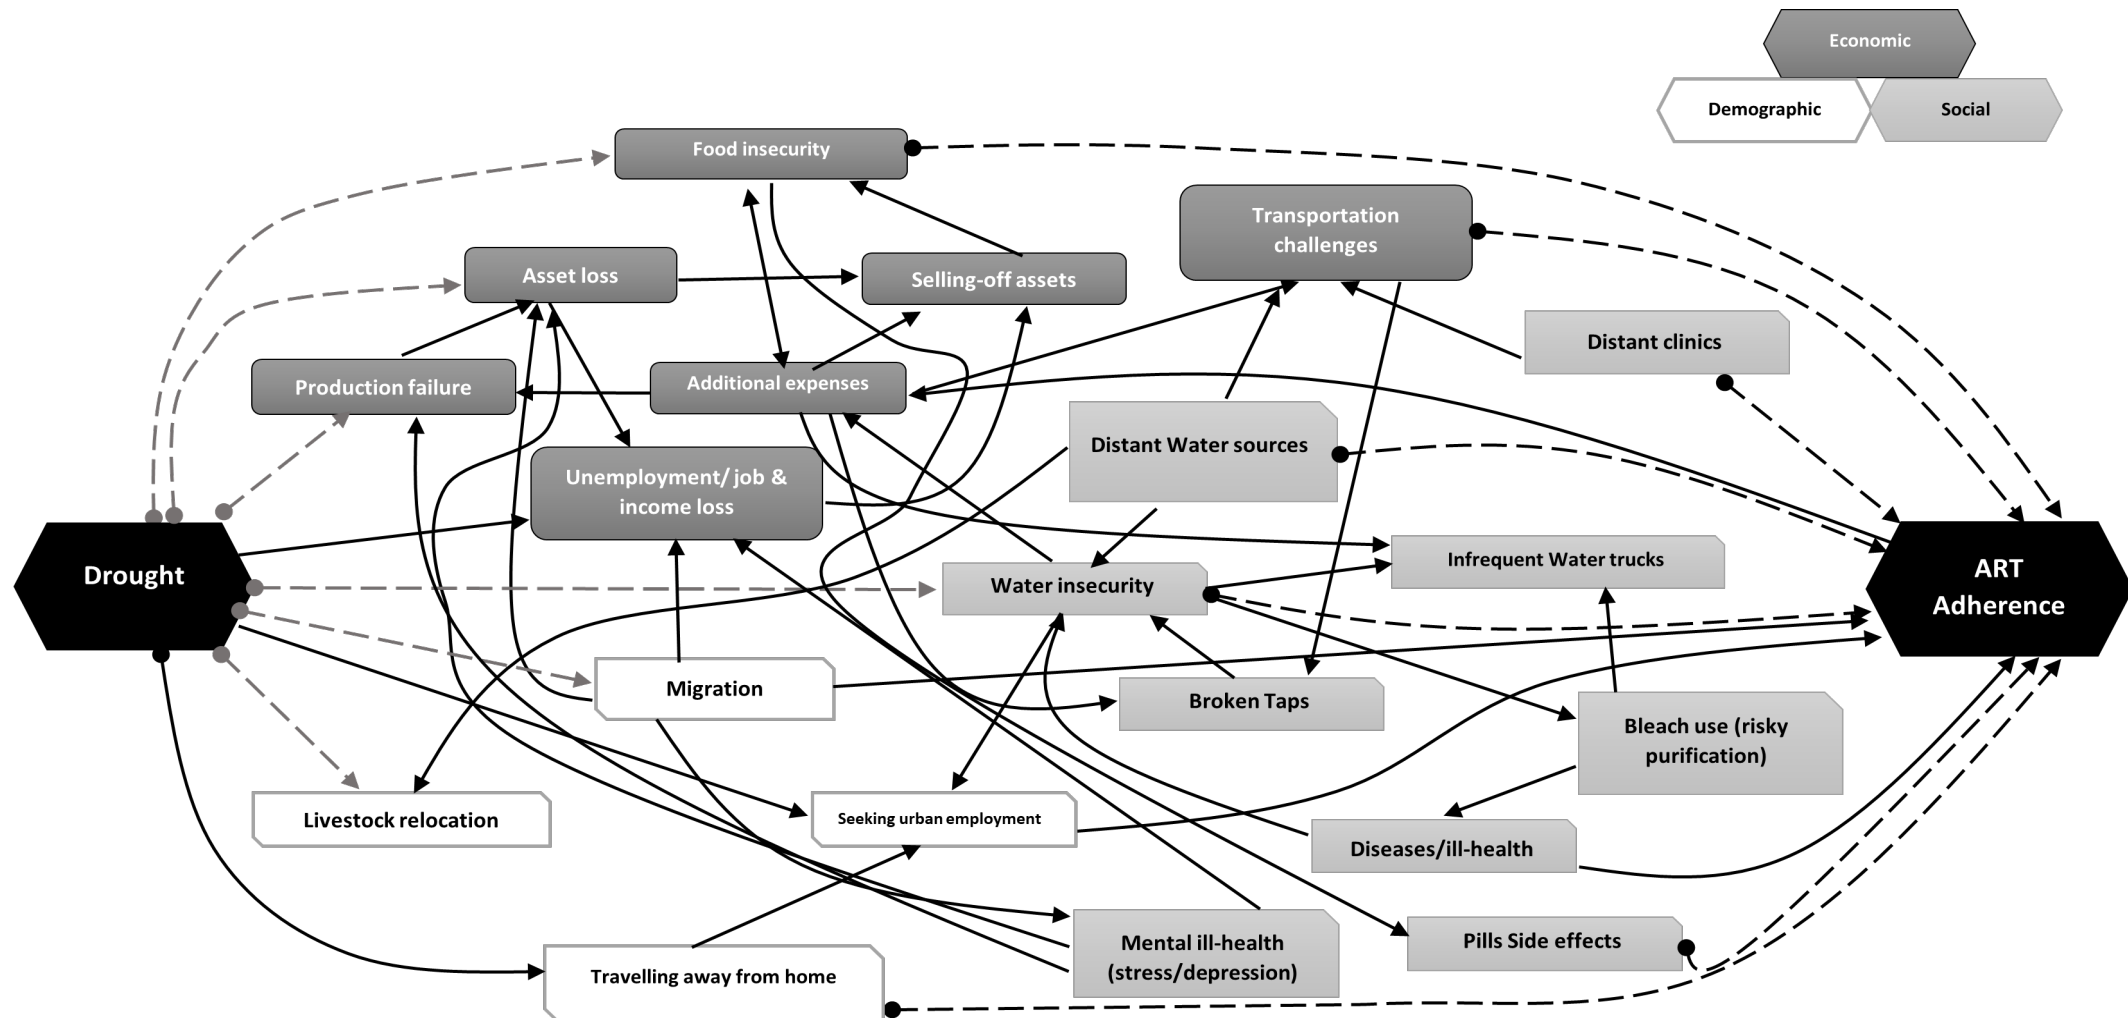 Economic
Demographic
Social
Food insecurity
Transportation
challenges
Asset loss
Selling-off assets
Distant clinics
Production failure
Additional expenses
Distant Water sources
Unemployment/ job &
income loss
Infrequent Water trucks
Drought
Water insecurity
ART
Adherence
Migration
Broken Taps
Bleach use (risky
purification)
Livestock relocation
Seeking urban employment
Diseases/ill-health
Mental ill-health
(stress/depression)
Pills Side effects
Travelling away from home